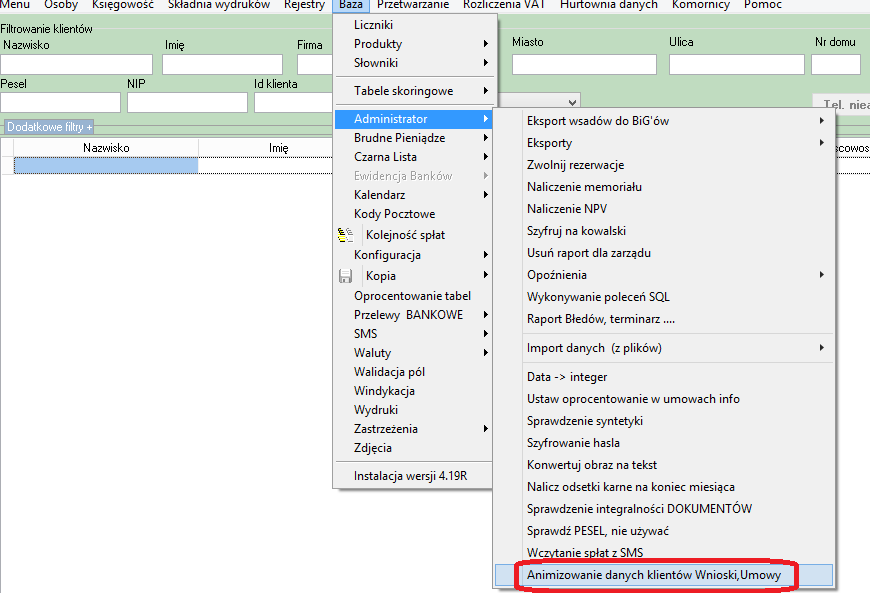 Menu Osoby Księgowość Składnia wydruków Rejestry Baza Przetwarzanie Rozliczenia VAT Hurtownia danych Komornicy Pomoc
Filtrowanie klientów
Nazwisko Imię Firma Miasto Ulica Nr domu
Pesel NIP Id klienta
Tel.
Dodatkowe filtry +
Nazwisko Imię
Liczniki
Produkty
Słowniki
Tabele skoringowe
Administrator
Brudne Pieniądze
Czarna Lista
Ewidencja Banków
Kalendarz
Kody Pocztowe
Kolejność spłat
Konfiguracja
Kopia
Oprocentowanie tabel
Przelewy BANKOWE
SMS
Waluty
Walidacja pól
Windykacja
Wydruki
Zastrzeżenia
Zdjęcia
Instalacja wersji 4.19R
Eksport wsadów do BiG'ów
Eksporty
Zwolnij rezerwacje
Naliczenie memoriału
Naliczenie NPV
Szyfruj na kowalski
Usuń raport dla zarządu
Opoźnienia
Wykonywanie poleceń SQL
Raport Błedów, terminarz ....
Import danych (z plików)
Data -> integer
Ustaw oprocentowanie w umowach info
Sprawdzenie syntetyki
Szyfrowanie hasla
Konwertuj obraz na tekst
Nalicz odsetki karne na koniec miesiąca
Sprawdzenie integralności DOKUMENTÓW
Sprawdź PESEL, nie używać
Wczytanie spłat z SMS
Animizowanie danych klientów Wnioski,Umowy